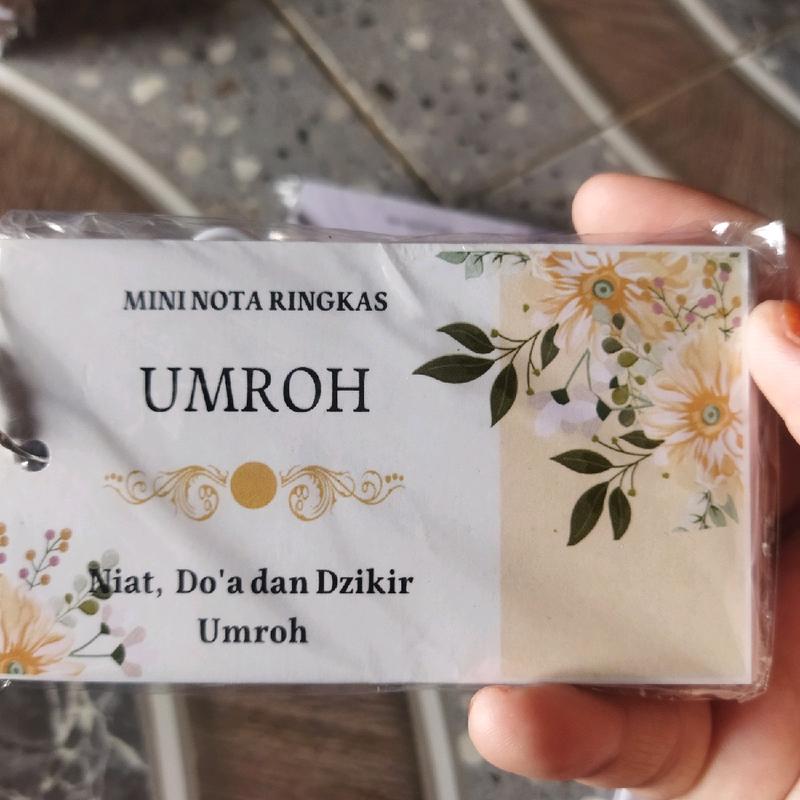 MINI NOTA RINGKAS
UMROH
Niat, Do'a dan Dzikir
Umroh